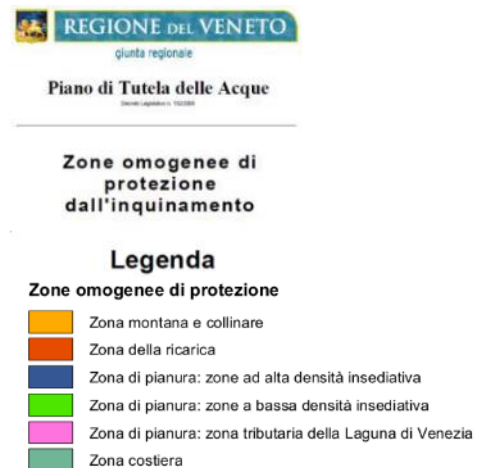 REGIONE DEL VENETO
giunta regionale
Piano di Tutela delle Acque
Zone omogenee di
protezione
dall'inquinamento
Legenda
Zone omogenee di protezione
Zona montana e collinare
Zona della ricarica
Zona di pianura: zone ad alta densità insediativa
Zona di pianura: zone a bassa densità insediativa
Zona di pianura: zona tributaria della Laguna di Venezia
Zona costiera